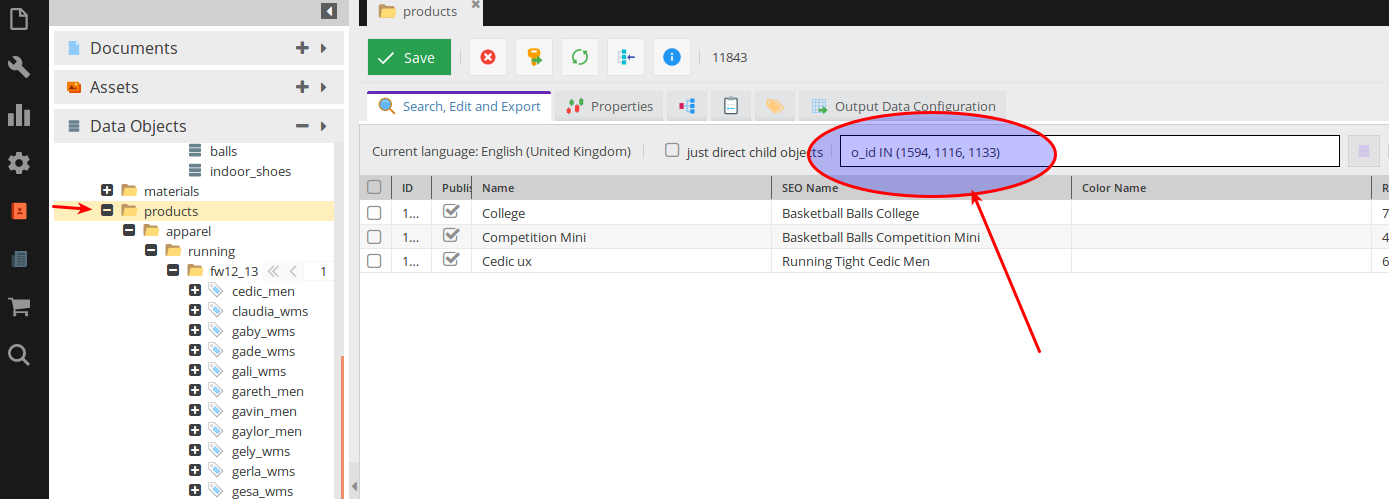 products
Documents
Assets
Data Objects
balls
indoor_shoes
materials
products
apparel
running
fw12_13 1
cedic_men
claudia_wms
gaby_wms
gade_wms
gali_wms
gareth_men
gavin_men
gaylor_men
gely_wms
gerla_wms
gesa_wms
Save 11843
Search, Edit and Export Properties Output Data Configuration
Current language: English (United Kingdom) just direct child objects o_id IN (1594, 1116, 1133)
ID Publis Name SEO Name Color Name R
1... College Basketball Balls College 7
1... Competition Mini Basketball Balls Competition Mini 4
1... Cedic ux Running Tight Cedic Men 6